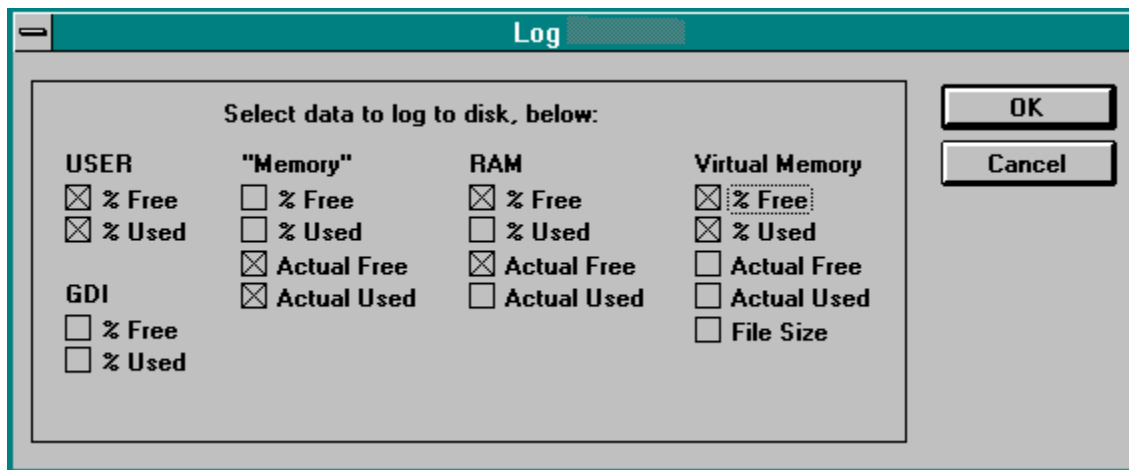 Log
Select data to log to disk, below:
USER
% Free
% Used
GDI
% Free
% Used
"Memory"
% Free
% Used
Actual Free
Actual Used
RAM
% Free
% Used
Actual Free
Actual Used
Virtual Memory
% Free
% Used
Actual Free
Actual Used
File Size
OK
Cancel